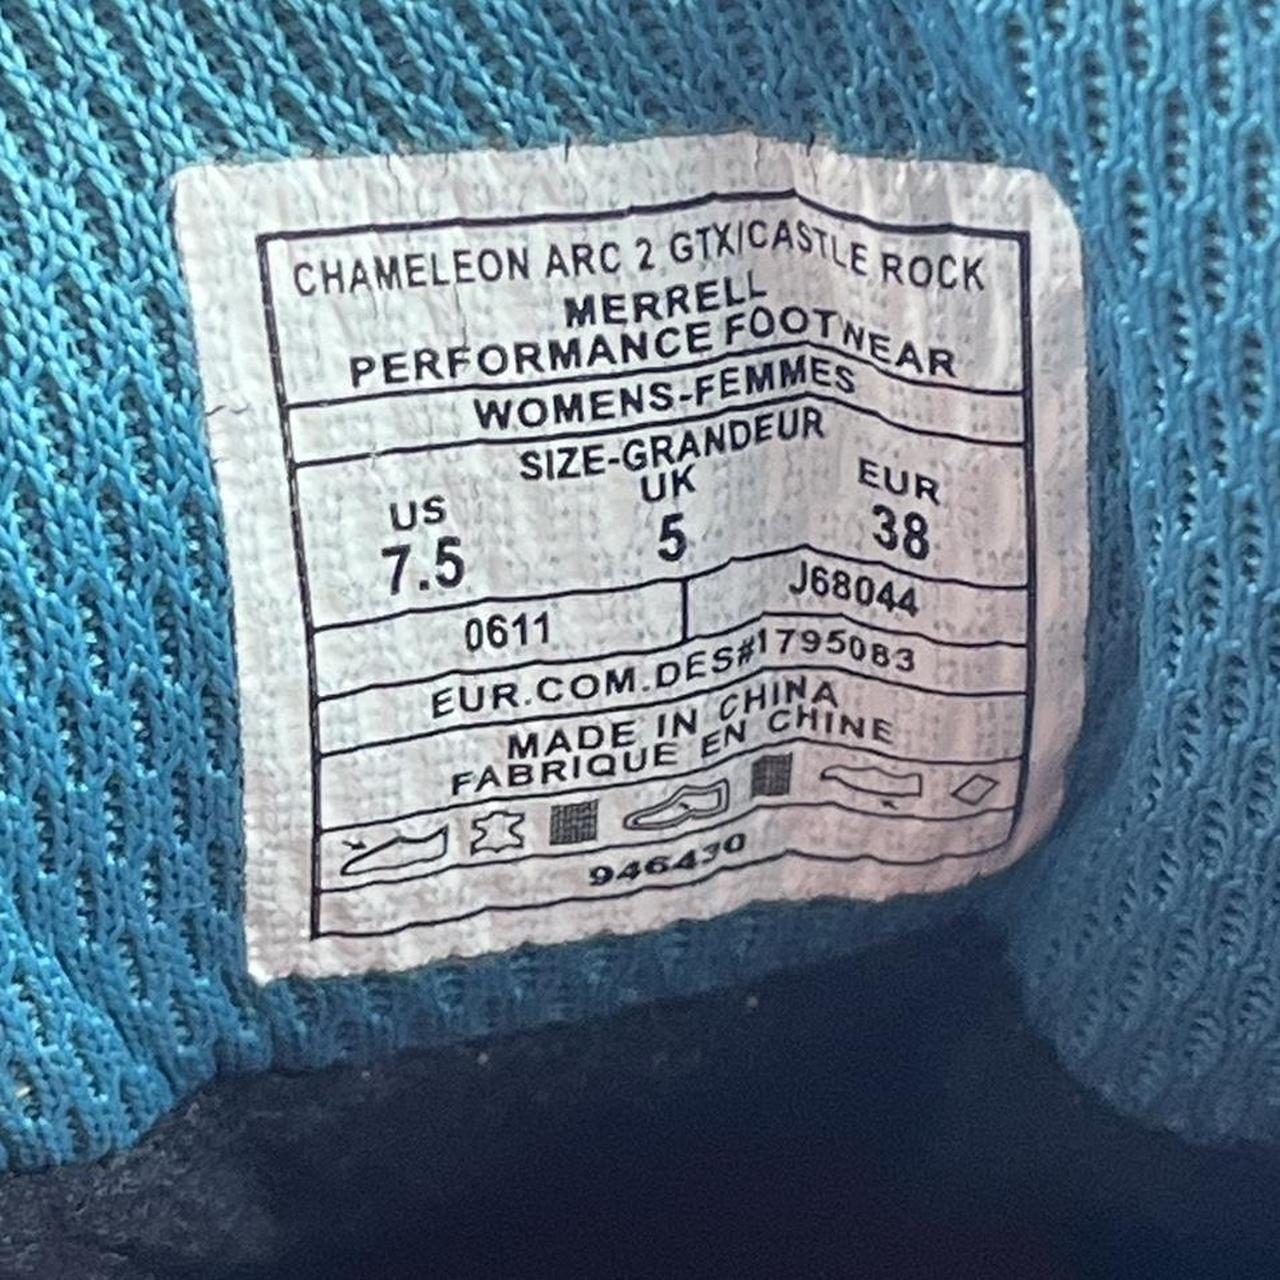 CHAMELEON ARC 2 GTX/CASTLE ROCK
MERRELL
PERFORMANCE FOOTWEAR
WOMENS-FEMMES
SIZE-GRANDEUR
US UK EUR
7.5 5 38
0611 J68044
EUR.COM.DES#1795083
MADE IN CHINA
FABRIQUE EN CHINE
946430